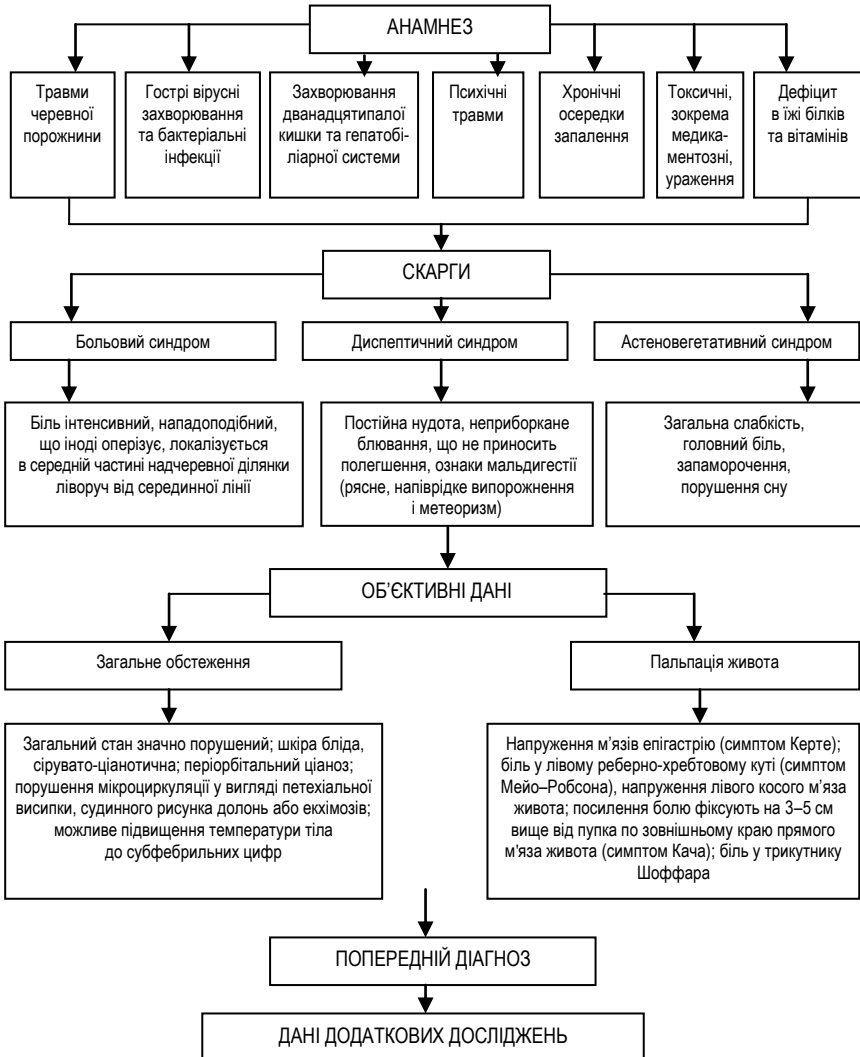 АНАМНЕЗ
Травми
черевної
порожнини
Гострі вірусні
захворювання
та бактеріальні
інфекції
Захворювання
дванадцятипалої
кишки та гепатобі-
ліарної системи
Психічні
травми
Хронічні
осередки
запалення
Токсичні,
зокрема
медика-
ментозні,
ураження
Дефіцит
в їжі білків
та вітамінів
СКАРГИ
Больовий синдром
Диспептичний синдром
Астеновегетативний синдром
Біль інтенсивний, нападоподібний,
що іноді оперізує, локалізується
в середній частині надчеревної ділянки
ліворуч від серединної лінії
Постійна нудота, неприборкане
блювання, що не приносить
полегшення, ознаки мальдигестії
(рясне, напіврідке випорожнення
і метеоризм)
Загальна слабкість,
головний біль,
запаморочення,
порушення сну
ОБ’ЄКТИВНІ ДАНІ
Загальне обстеження
Пальпація живота
Загальний стан значно порушений; шкіра бліда,
сірувато-ціанотична; періорбітальний ціаноз;
порушення мікроциркуляції у вигляді петехіальної
висипки, судинного рисунка долонь або екхімозів;
можливе підвищення температури тіла
до субфебрильних цифр
Напруження м’язів епігастрію (симптом Керте);
біль у лівому реберно-хребтовому куті (симптом
Мейо–Робсона), напруження лівого косого м’яза
живота; посилення болю фіксують на 3–5 см
вище від пупка по зовнішньому краю прямого
м'яза живота (симптом Кача); біль у трикутнику
Шоффара
ПОПЕРЕДНІЙ ДІАГНОЗ
ДАНІ ДОДАТКОВИХ ДОСЛІДЖЕНЬ